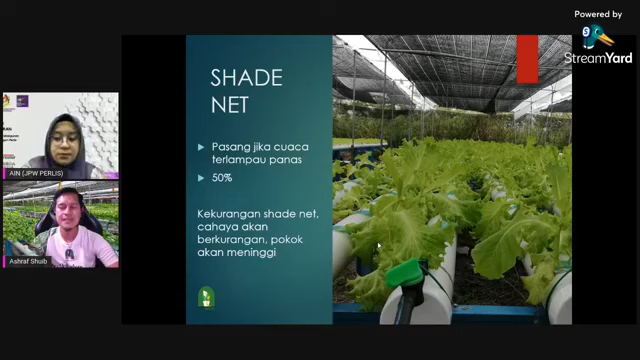 Powered by
StreamYard
SHADE
NET
Pasang jika cuaca
terlampau panas
50%
Kekurangan shade net,
cahaya akan
berkurangan, pokok
akan meninggi
AIN (JPW PERLIS)
Ashraf Shuib